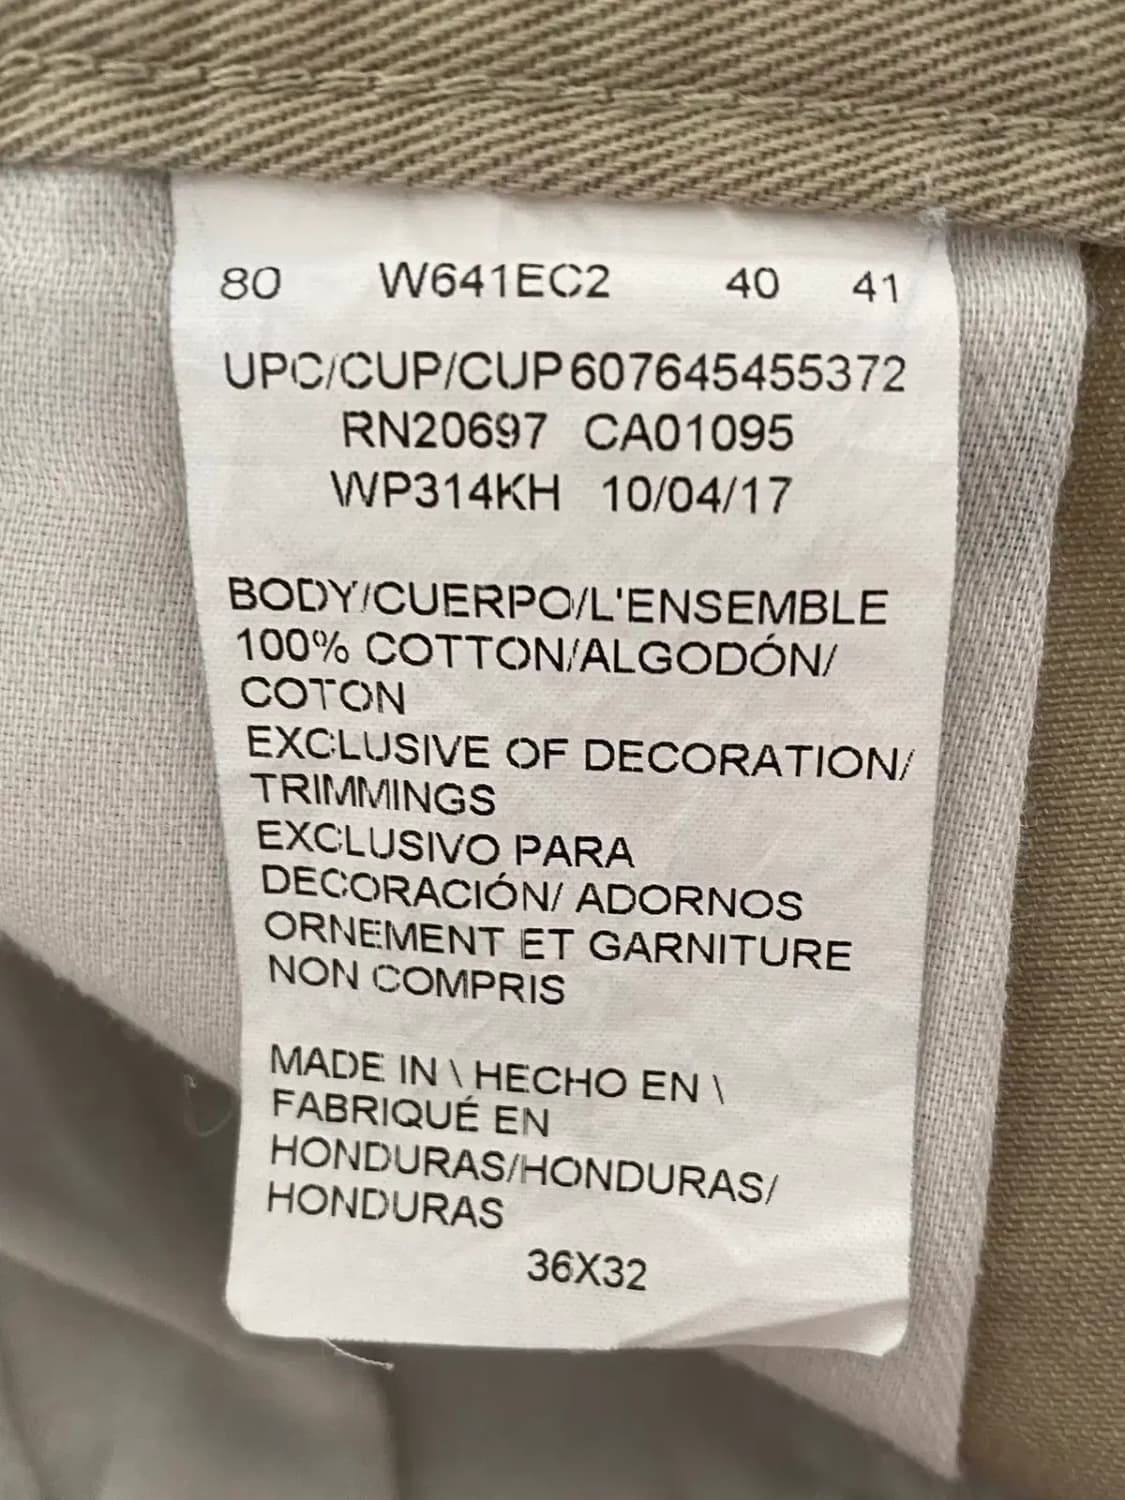 80 W641EC2 40 41
UPC/CUP/CUP607645455372
RN20697 CA01095
WP314KH 10/04/17
BODY/CUERPO/L'ENSEMBLE
100% COTTON/ALGODÓN/
COTON
EXCLUSIVE OF DECORATION/
TRIMMINGS
EXCLUSIVO PARA
DECORACIÓN/ ADORNOS
ORNEMENT ET GARNITURE
NON COMPRIS
MADE IN \ HECHO EN \
FABRIQUÉ EN
HONDURAS/HONDURAS/
HONDURAS
36X32